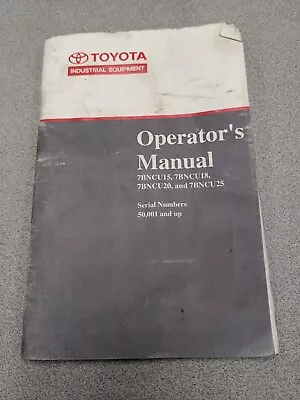 TOYOTA
INDUSTRIAL EQUIPMENT
Operator's
Manual
7BNCU15, 7BNCU18,
7BNCU20, and 7BNCU25
Serial Numbers
50,001 and up